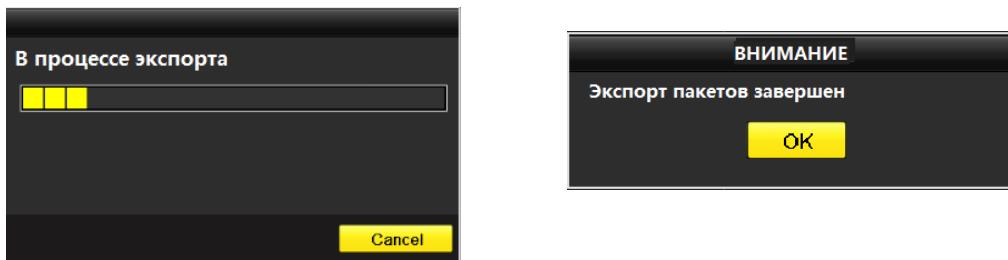 В процессе экспорта
Cancel
ВНИМАНИЕ
Экспорт пакетов завершен
OK